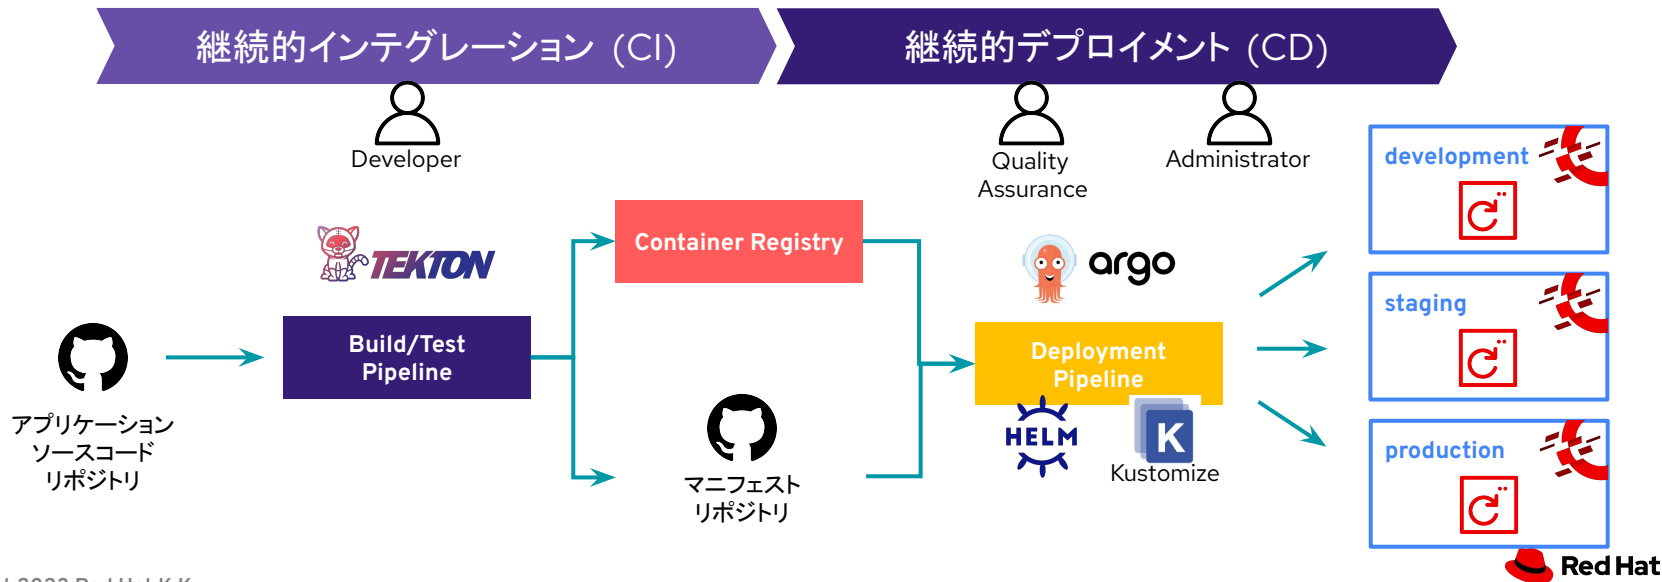 継続的インテグレーション (CI)
継続的デプロイメント (CD)
Developer
Quality
Assurance
Administrator
development
TEKTON
Container Registry
argo
staging
Build/Test
Pipeline
Deployment
Pipeline
アプリケーション
ソースコード
リポジトリ
HELM
K
Kustomize
マニフェスト
リポジトリ
production
Red Hat
2023 Red Hat K.K.